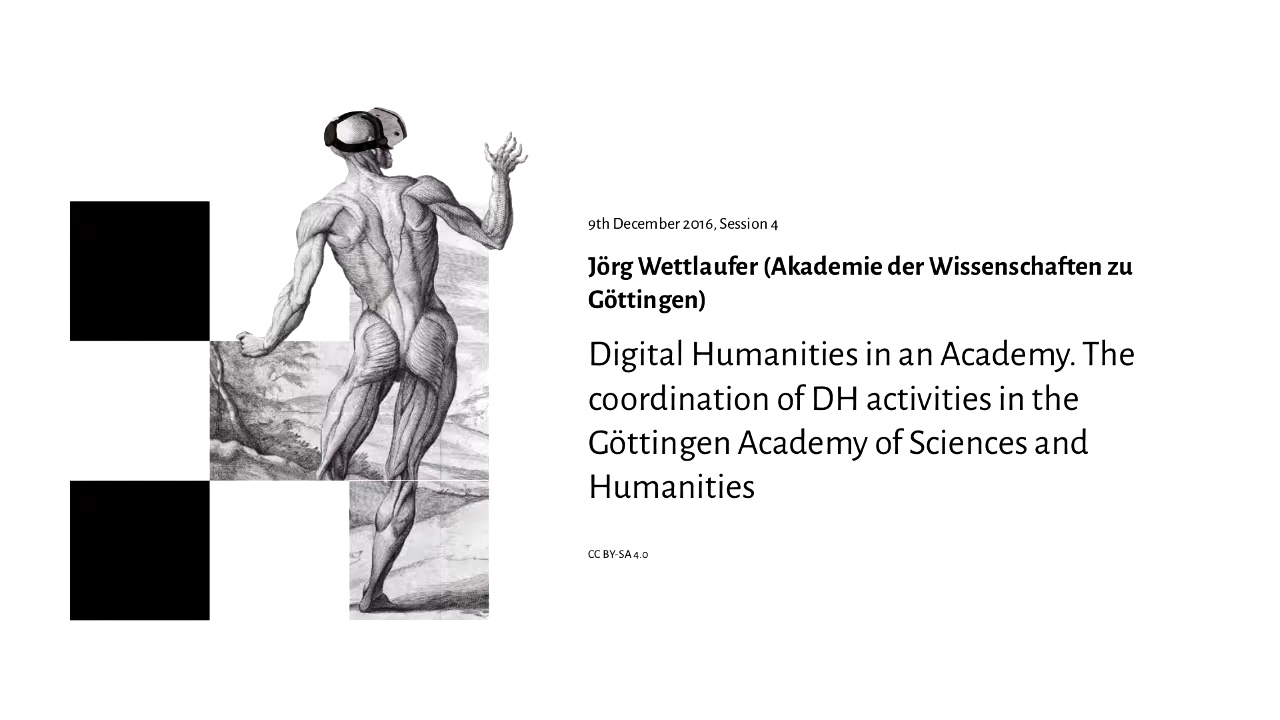 9th December 2016, Session 4
Jörg Wettlaufer (Akademie der Wissenschaften zu
Göttingen)
Digital Humanities in an Academy. The
coordination of DH activities in the
Göttingen Academy of Sciences and
Humanities
CC BY-SA 4.0